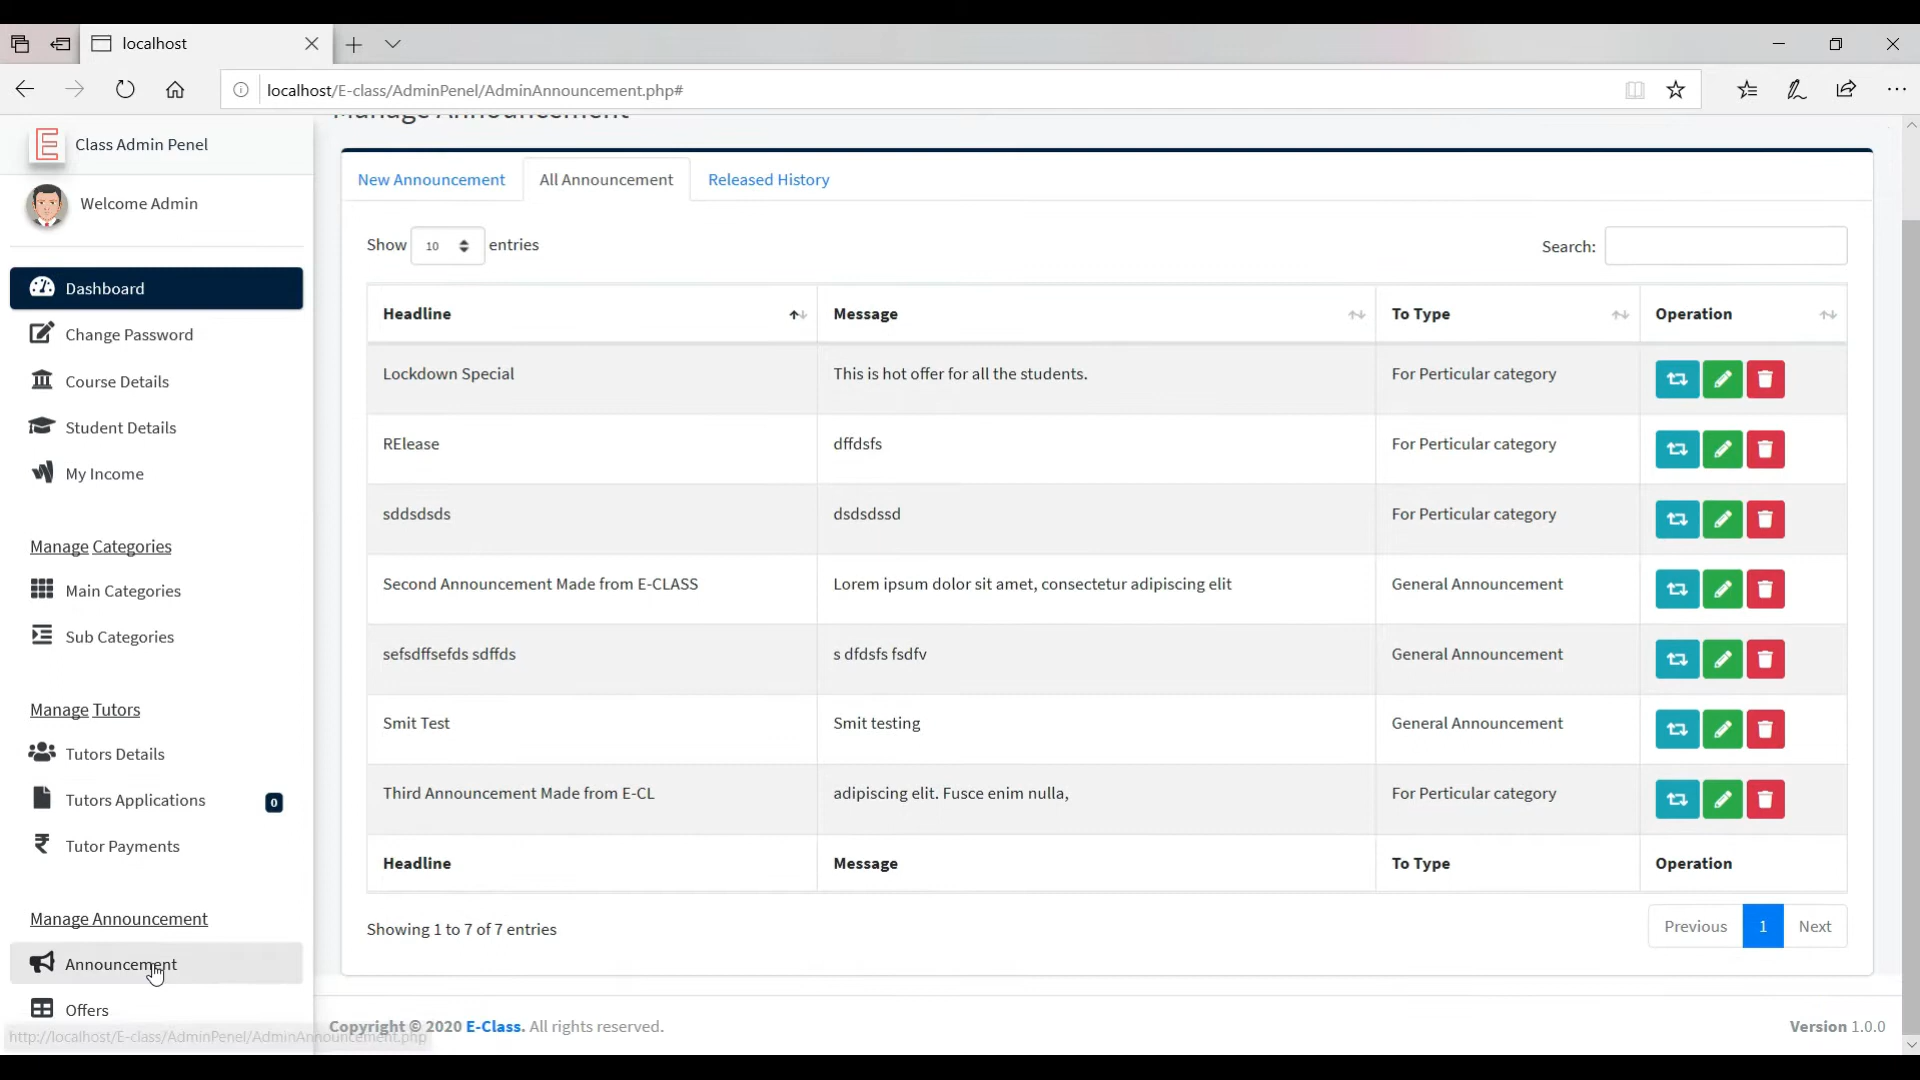 localhost
localhost/E-class/AdminPenel/AdminAnnouncement.php#
E Class Admin Penel
Welcome Admin
Dashboard
Change Password
Course Details
Student Details
My Income
Manage Categories
Main Categories
Sub Categories
Manage Tutors
Tutors Details
Tutors Applications 0
Tutor Payments
Manage Announcement
Announcement
Offers
http://localhost/E-class/AdminPenel/AdminAnnouncement.php
Manage Announcement
New Announcement All Announcement Released History
Show 10 entries Search:
Headline Message To Type Operation
Lockdown Special This is hot offer for all the students. For Perticular category
RElease dffdsfs For Perticular category
sddsdsds dsdsdssd For Perticular category
Second Announcement Made from E-CLASS Lorem ipsum dolor sit amet, consectetur adipiscing elit General Announcement
sefsdffsefds sdffds s dfdsfs fsdfv General Announcement
Smit Test Smit testing General Announcement
Third Announcement Made from E-CL adipiscing elit. Fusce enim nulla, For Perticular category
Headline Message To Type Operation
Showing 1 to 7 of 7 entries Previous 1 Next
Copyright © 2020 E-Class. All rights reserved. Version 1.0.0